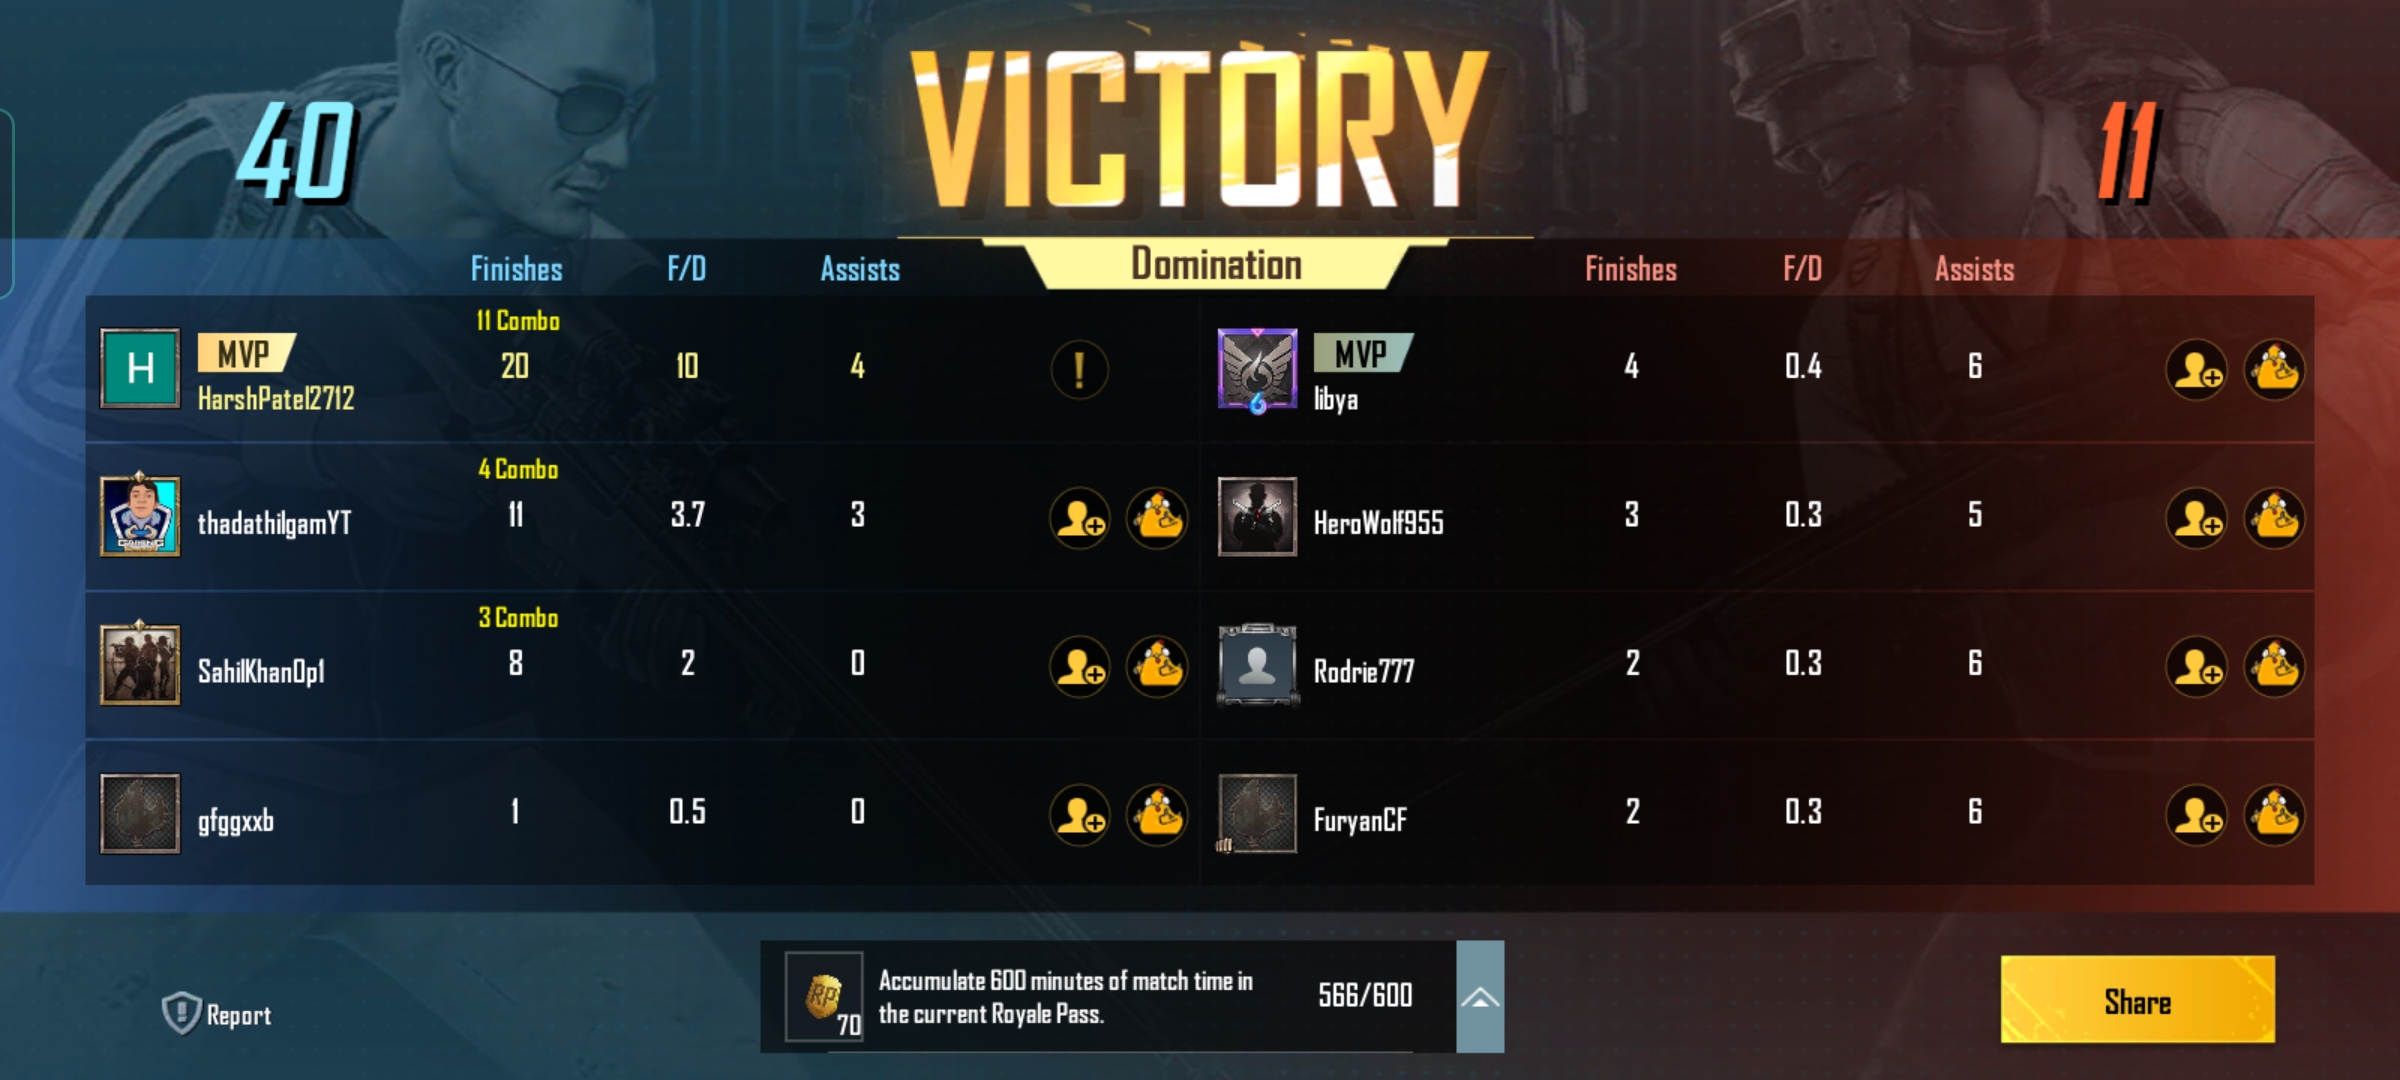 VICTORY
40
11
Domination
Finishes F/D Assists
Finishes F/D Assists
H
MVP
HarshPatel2712
11 Combo
20 10 4
!
6
MVP
libya
4 0.4 6
GAMING
thadathilgamYT
4 Combo
11 3.7 3
HeroWolf955
3 0.3 5
SahilKhanOp1
3 Combo
8 2 0
Rodrie777
2 0.3 6
gfggxxb
1 0.5 0
FuryanCF
2 0.3 6
Report
RP
70
Accumulate 600 minutes of match time in
the current Royale Pass.
566/600
Share